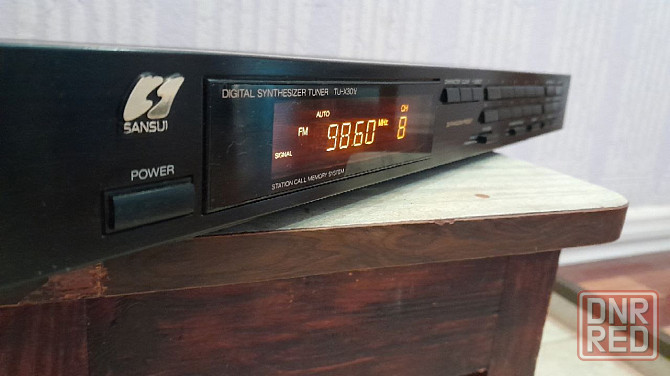 SANSUI
POWER
DIGITAL SYNTHESIZER TUNER TU-X301i
AUTO
FM
98.60 MHz
CH
8
SIGNAL
STATION CALL MEMORY SYSTEM
DNR
RED